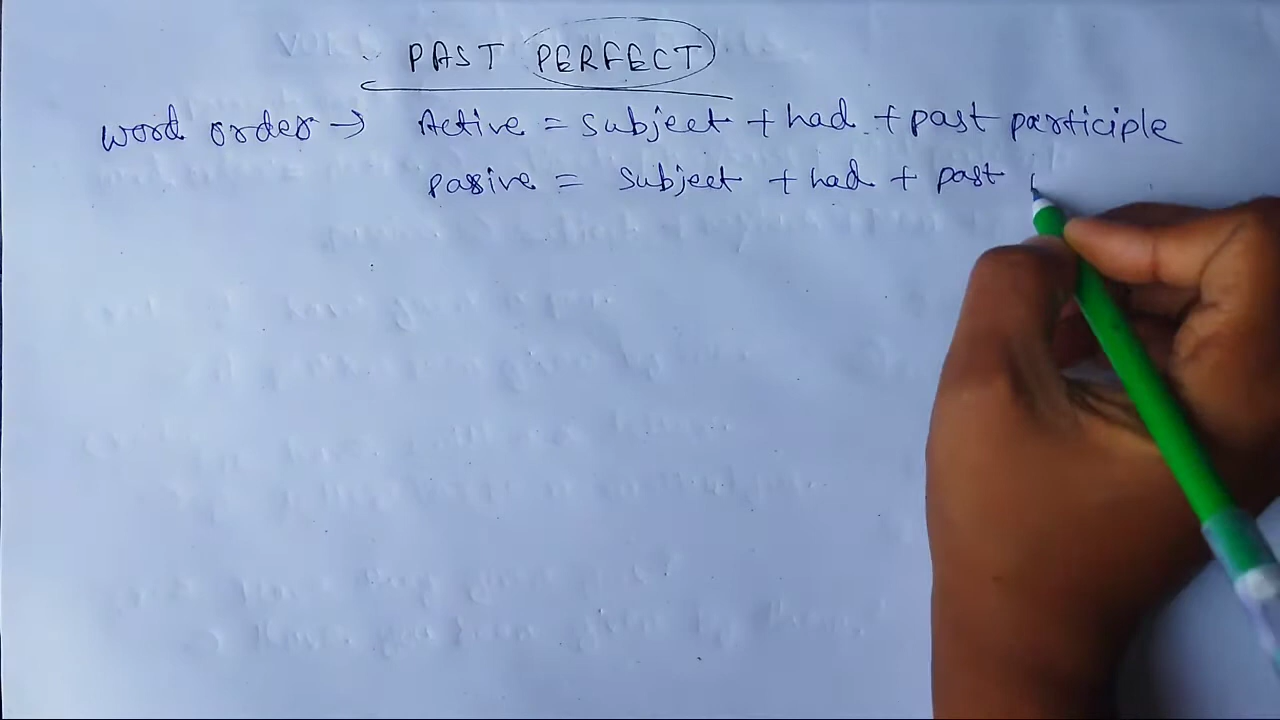 PAST PERFECT
word order → Active = subject + had + past participle
passive = subject + had + past